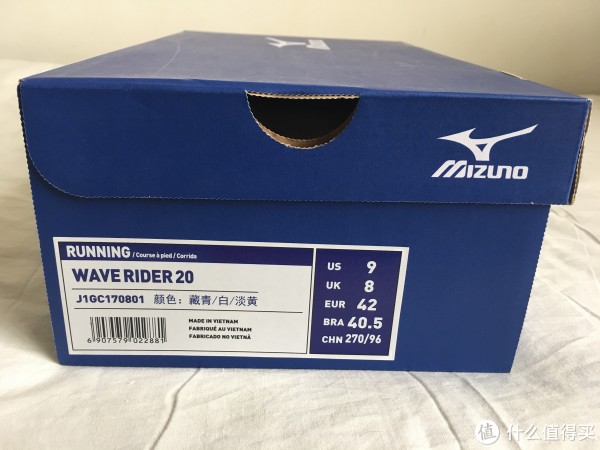 MIZUNO
RUNNING / Course à pied / Corrida
WAVE RIDER 20
J1GC170801 颜色：藏青/白/淡黄
MADE IN VIETNAM
FABRIQUÉ AU VIETNAM
FABRICADO NO VIETNÃ
6 907579 022881
US 9
UK 8
EUR 42
BRA 40.5
CHN 270/96
值 什么值得买